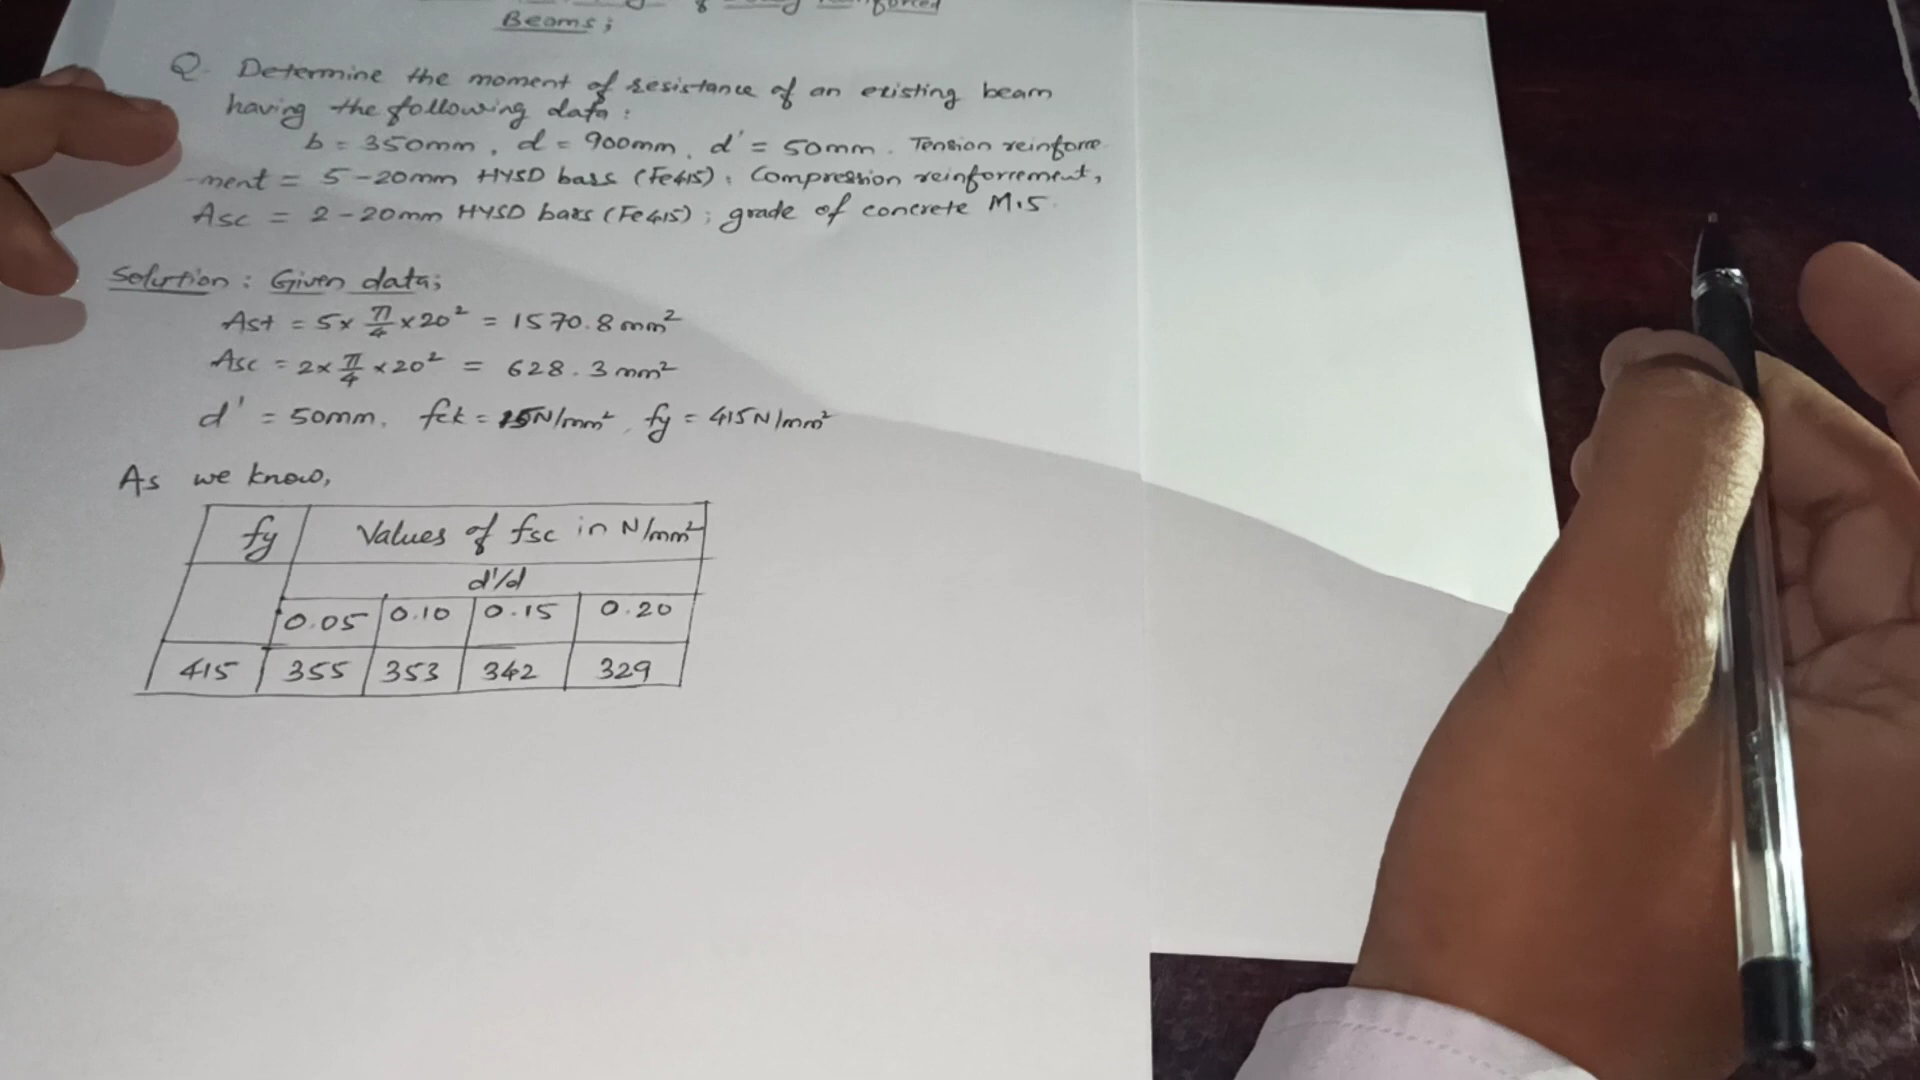 Reinforced
Beams;
Q. Determine the moment of resistance of an existing beam
having the following data:
b = 350mm, d = 900mm, d' = 50mm. Tension reinforce
-ment = 5-20mm HYSD bars (Fe415); Compression reinforcement,
Asc = 2-20mm HYSD bars (Fe415); grade of concrete M15.
Solution: Given data;
Ast = 5 x π/4 x 20² = 1570.8 mm²
Asc = 2 x π/4 x 20² = 628.3 mm²
d' = 50mm, fck = 15N/mm², fy = 415N/mm²
As we know,
fy Values of fsc in N/mm²
d'/d
0.05 0.10 0.15 0.20
415 355 353 342 329